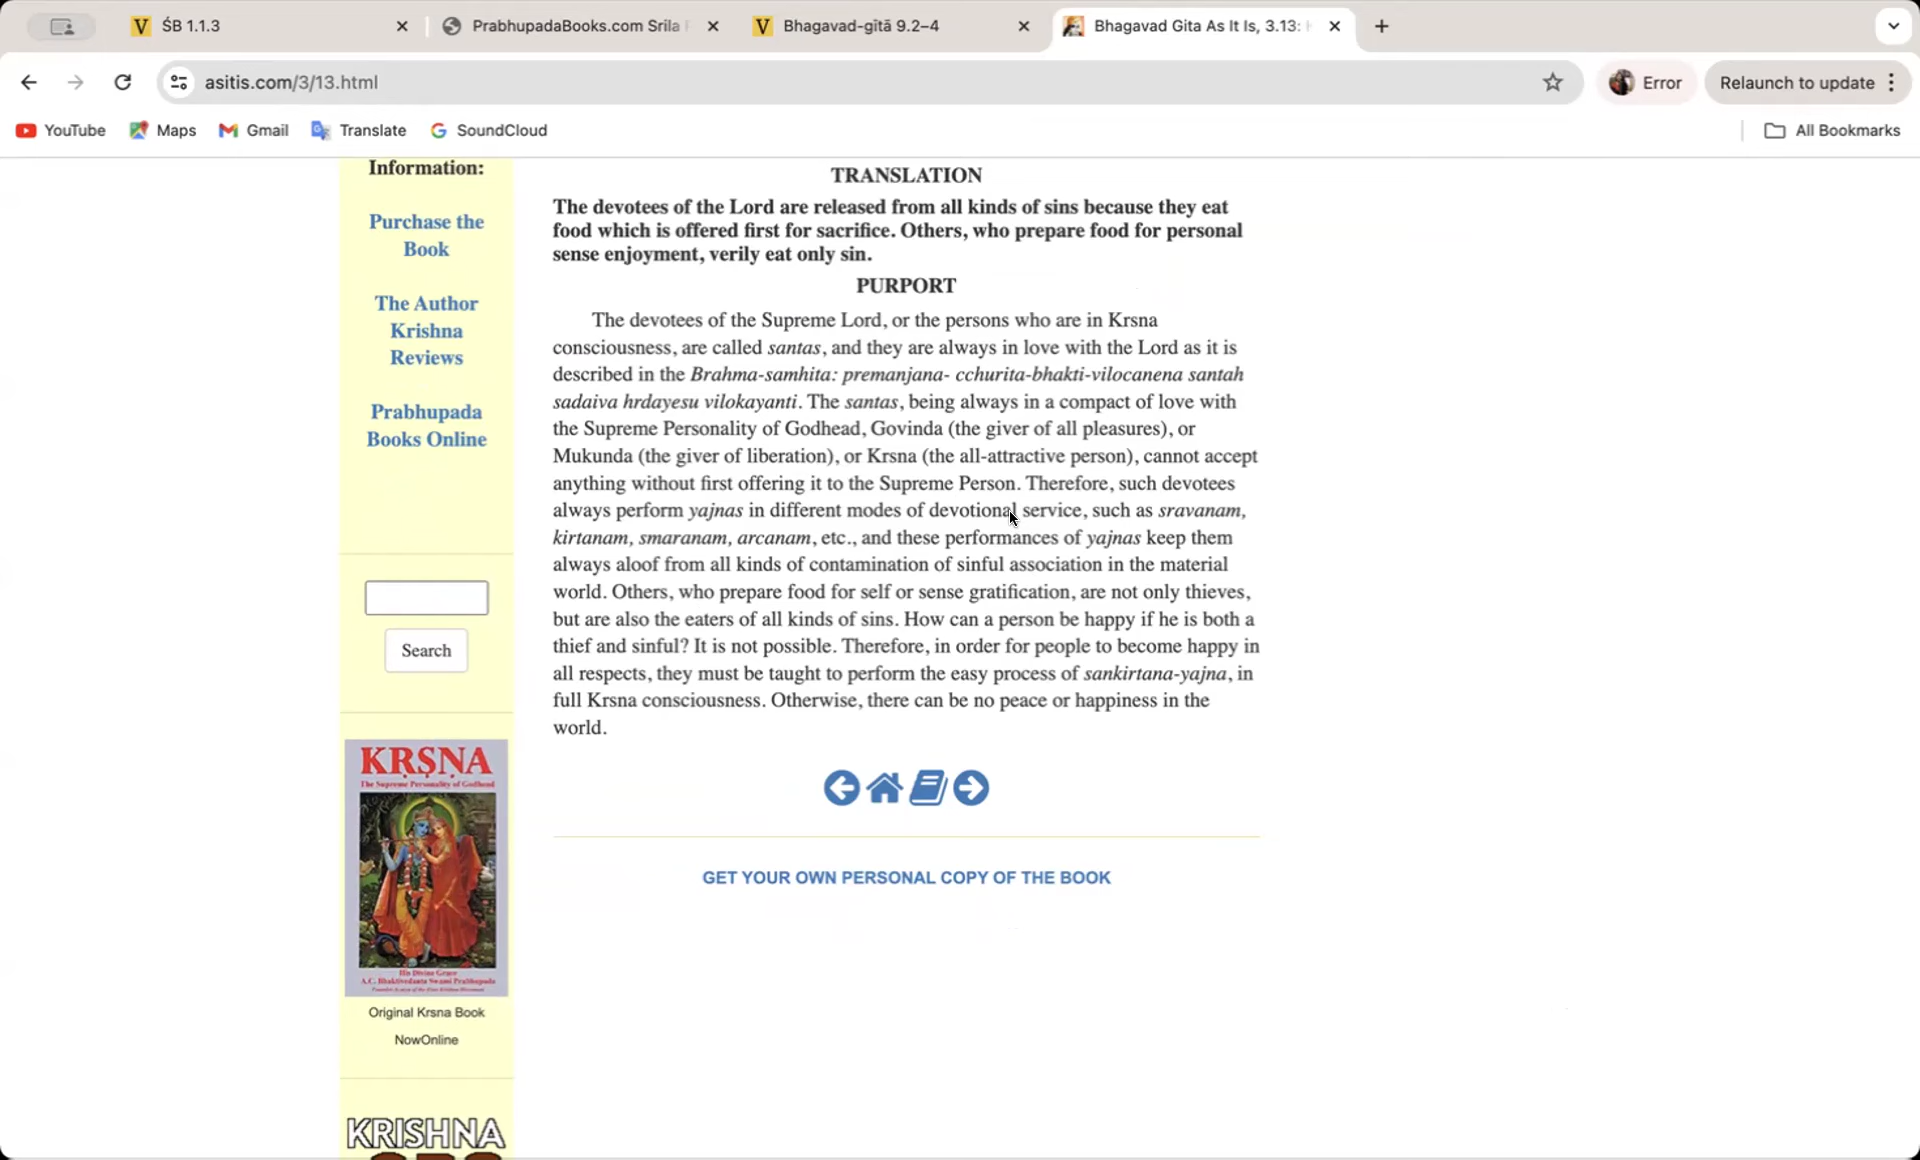 ŚB 1.1.3
PrabhupadaBooks.com Srila
Bhagavad-gītā 9.2–4
Bhagavad Gita As It Is, 3.13:
asitis.com/3/13.html
Error
Relaunch to update
YouTube
Maps
Gmail
Translate
SoundCloud
All Bookmarks
Information:
Purchase the
Book
The Author
Krishna
Reviews
Prabhupada
Books Online
Search
KRṢṆA
The Supreme Personality of Godhead
His Divine Grace
A.C. Bhaktivedanta Swami Prabhupada
Original Krsna Book
NowOnline
KRISHNA
TRANSLATION
The devotees of the Lord are released from all kinds of sins because they eat
food which is offered first for sacrifice. Others, who prepare food for personal
sense enjoyment, verily eat only sin.
PURPORT
The devotees of the Supreme Lord, or the persons who are in Krsna
consciousness, are called santas, and they are always in love with the Lord as it is
described in the Brahma-samhita: premanjana- cchurita-bhakti-vilocanena santah
sadaiva hrdayesu vilokayanti. The santas, being always in a compact of love with
the Supreme Personality of Godhead, Govinda (the giver of all pleasures), or
Mukunda (the giver of liberation), or Krsna (the all-attractive person), cannot accept
anything without first offering it to the Supreme Person. Therefore, such devotees
always perform yajnas in different modes of devotional service, such as sravanam,
kirtanam, smaranam, arcanam, etc., and these performances of yajnas keep them
always aloof from all kinds of contamination of sinful association in the material
world. Others, who prepare food for self or sense gratification, are not only thieves,
but are also the eaters of all kinds of sins. How can a person be happy if he is both a
thief and sinful? It is not possible. Therefore, in order for people to become happy in
all respects, they must be taught to perform the easy process of sankirtana-yajna, in
full Krsna consciousness. Otherwise, there can be no peace or happiness in the
world.
GET YOUR OWN PERSONAL COPY OF THE BOOK